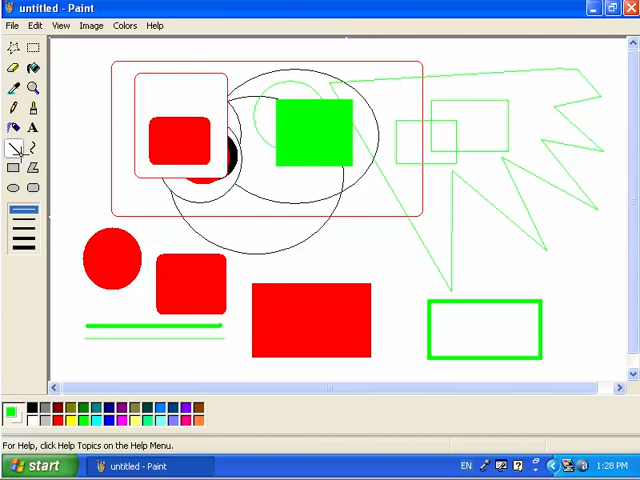 untitled - Paint
File Edit View Image Colors Help
A
For Help, click Help Topics on the Help Menu.
start untitled - Paint EN 1:28 PM